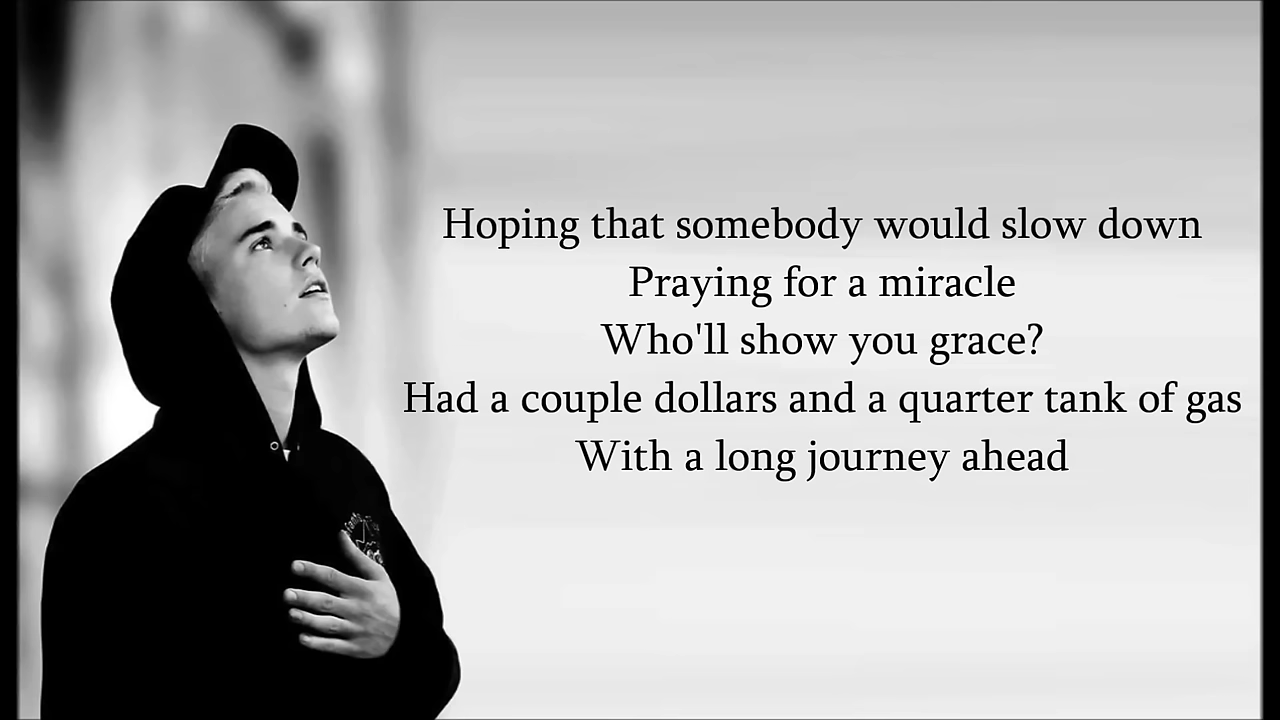 Hoping that somebody would slow down
Praying for a miracle
Who'll show you grace?
Had a couple dollars and a quarter tank of gas
With a long journey ahead